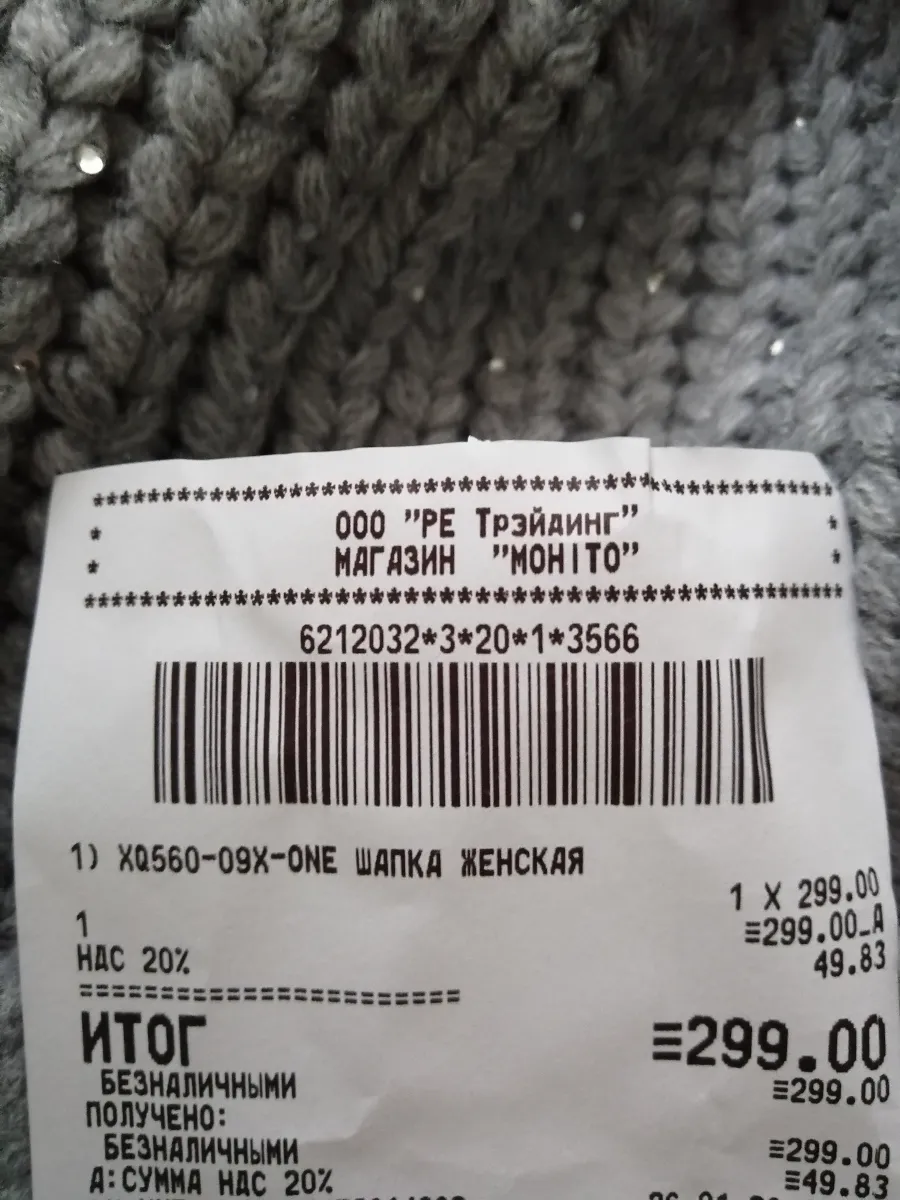 **********************************************************
* ООО "РЕ Трэйдинг" *
* МАГАЗИН "MOHITO" *
**********************************************************
6212032*3*20*1*3566
1) XQ560-09X-ONE ШАПКА ЖЕНСКАЯ
1 X 299.00
1 ≡299.00_А
НДС 20% 49.83
========================
ИТОГ ≡299.00
БЕЗНАЛИЧНЫМИ ≡299.00
ПОЛУЧЕНО:
БЕЗНАЛИЧНЫМИ ≡299.00
А:СУММА НДС 20% ≡49.83